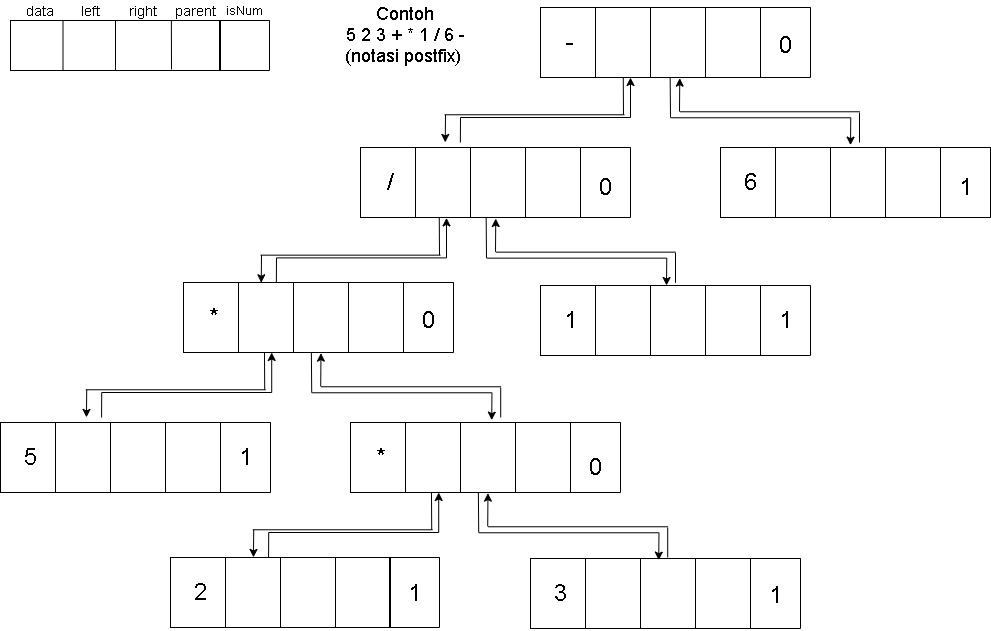 data left right parent isNum
Contoh
5 2 3 + * 1 / 6 -
(notasi postfix)
- 0
/ 0
6 1
* 0
1 1
5 1
* 0
2 1
3 1